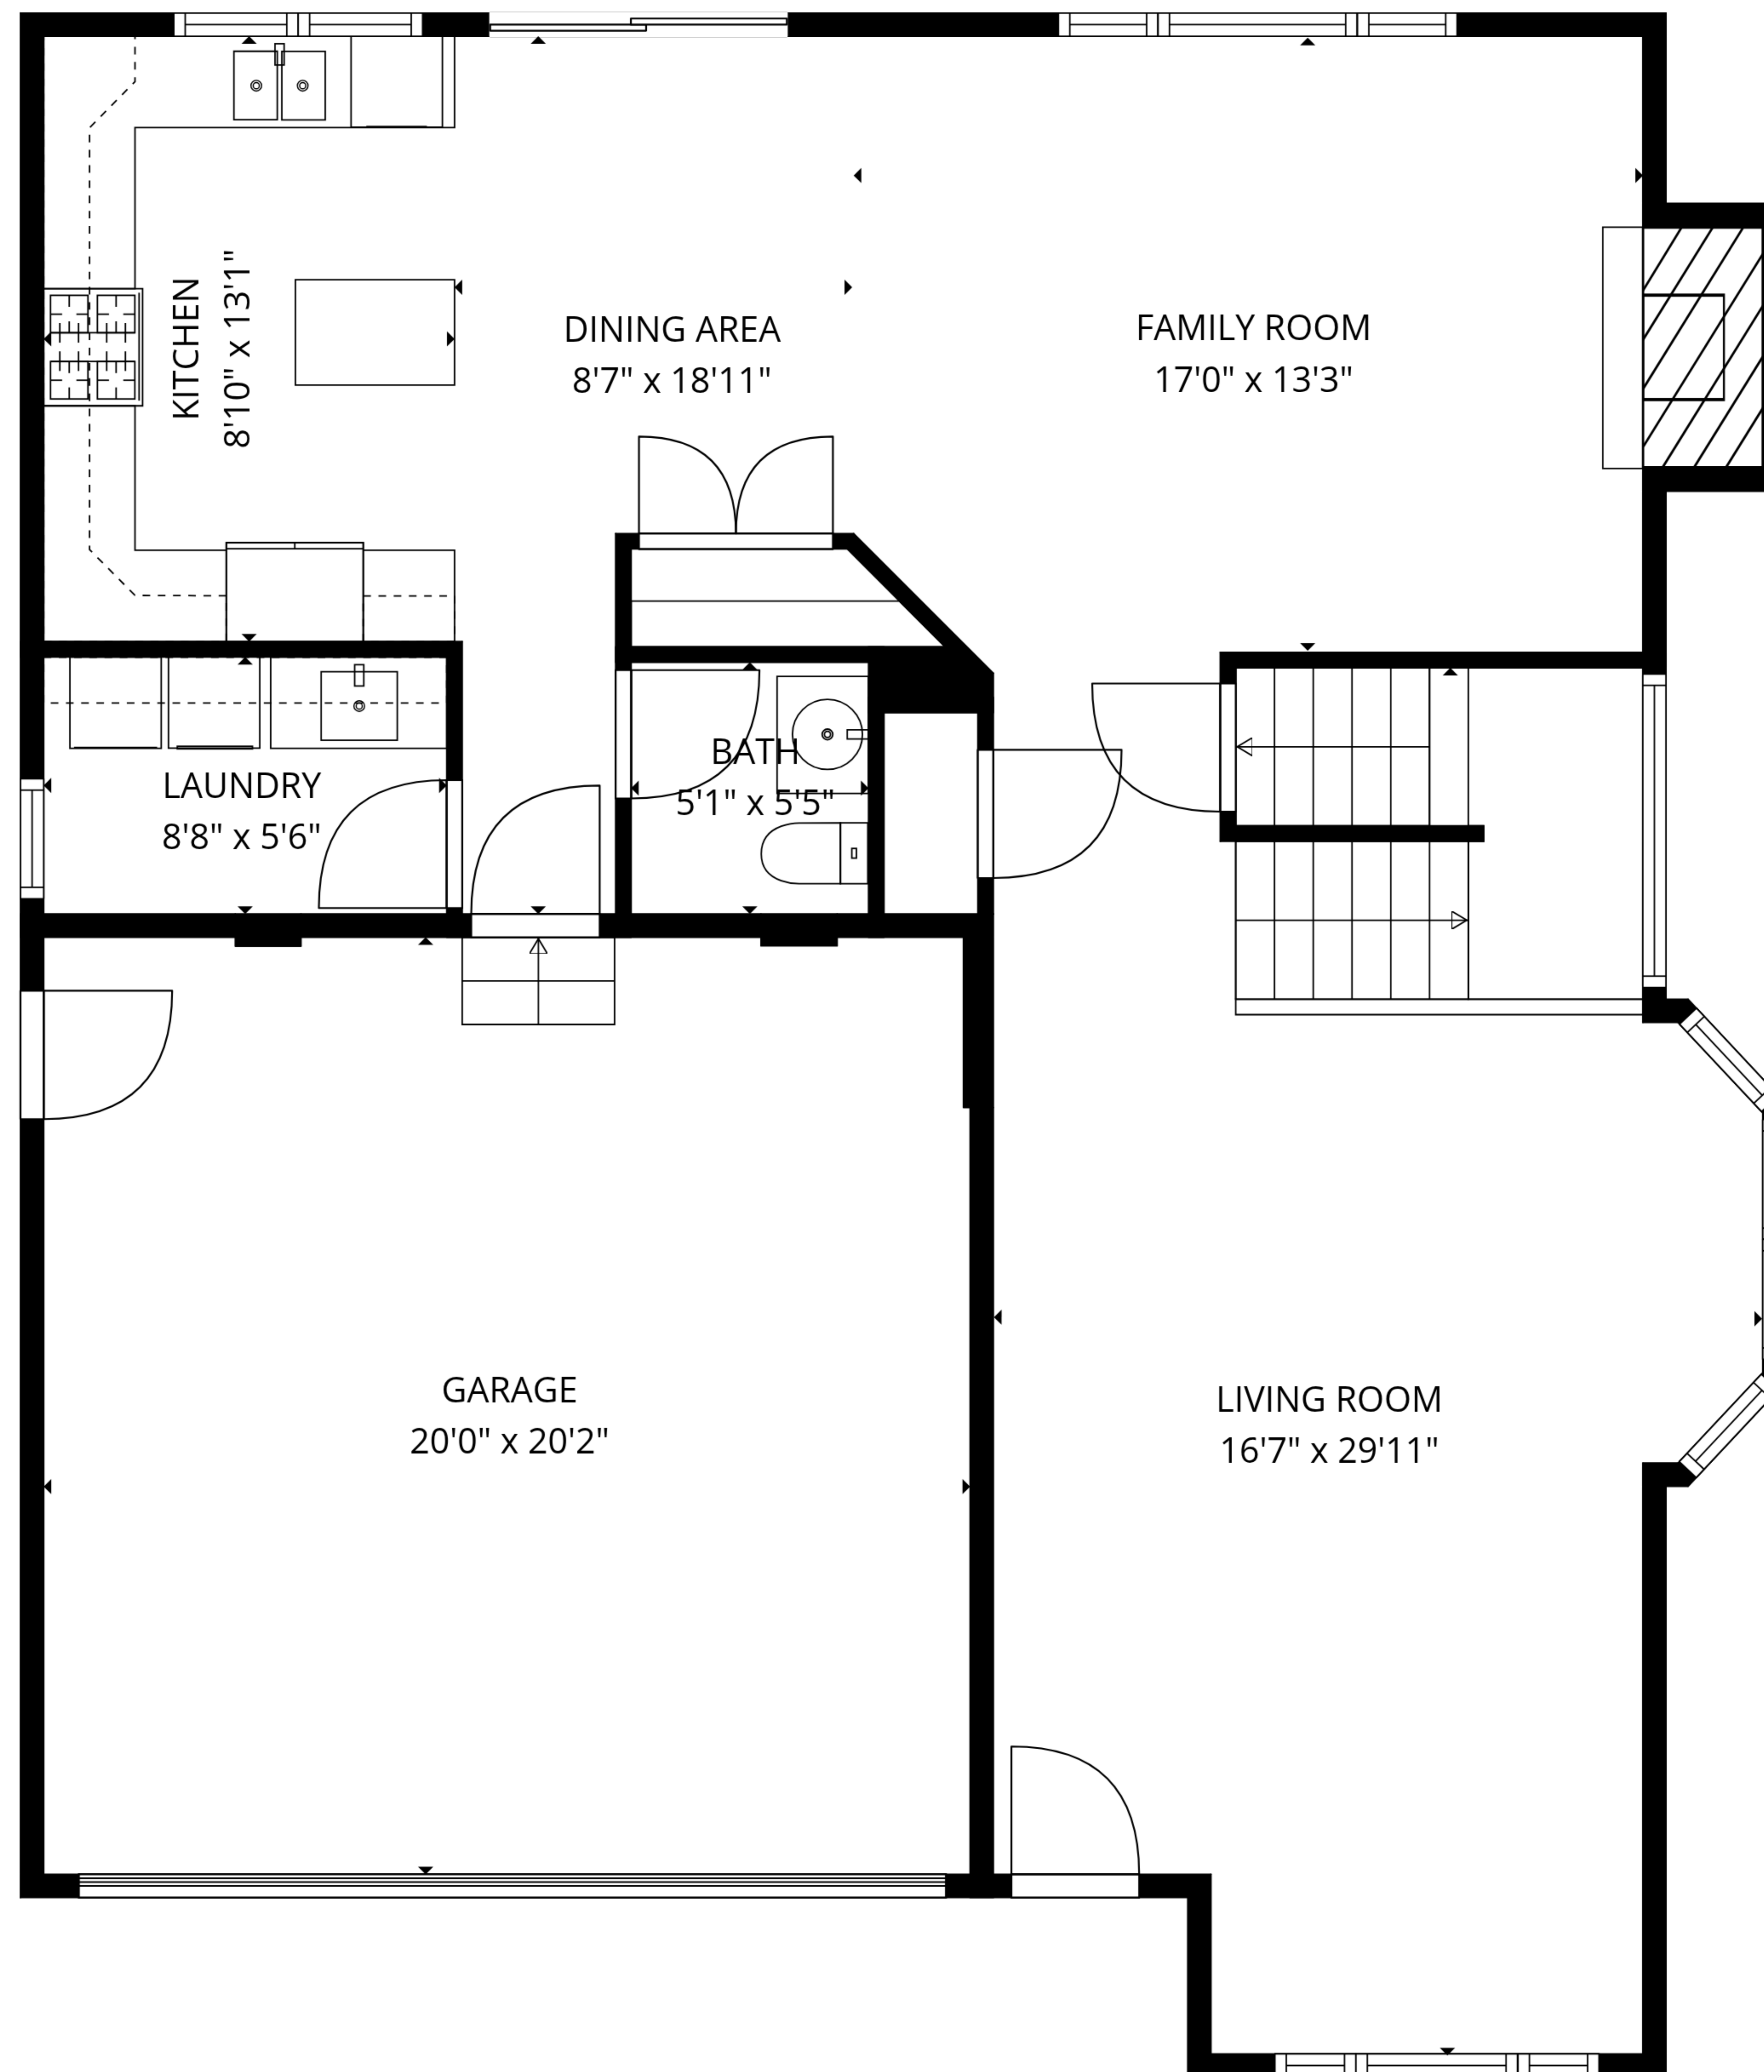 KITCHEN
8'10" x 13'1"
DINING AREA
8'7" x 18'11"
FAMILY ROOM
17'0" x 13'3"
LAUNDRY
8'8" x 5'6"
BATH
5'1" x 5'5"
GARAGE
20'0" x 20'2"
LIVING ROOM
16'7" x 29'11"